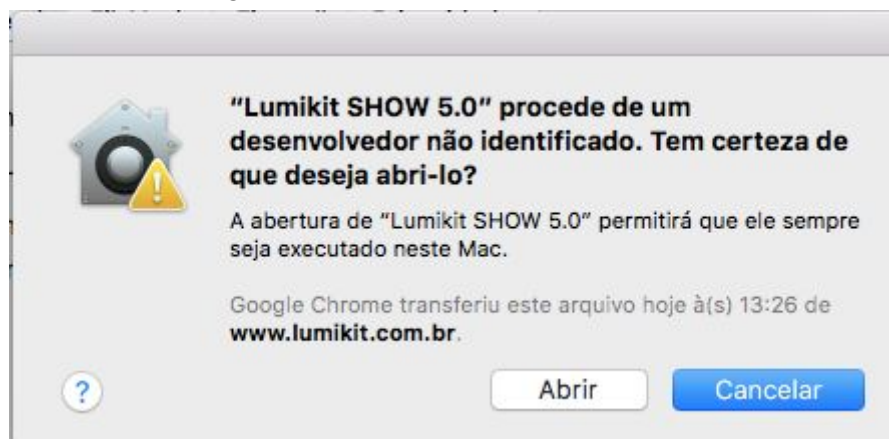 “Lumikit SHOW 5.0” procede de um
desenvolvedor não identificado. Tem certeza de
que deseja abri-lo?
A abertura de “Lumikit SHOW 5.0” permitirá que ele sempre
seja executado neste Mac.
Google Chrome transferiu este arquivo hoje à(s) 13:26 de
www.lumikit.com.br.
?
Abrir
Cancelar